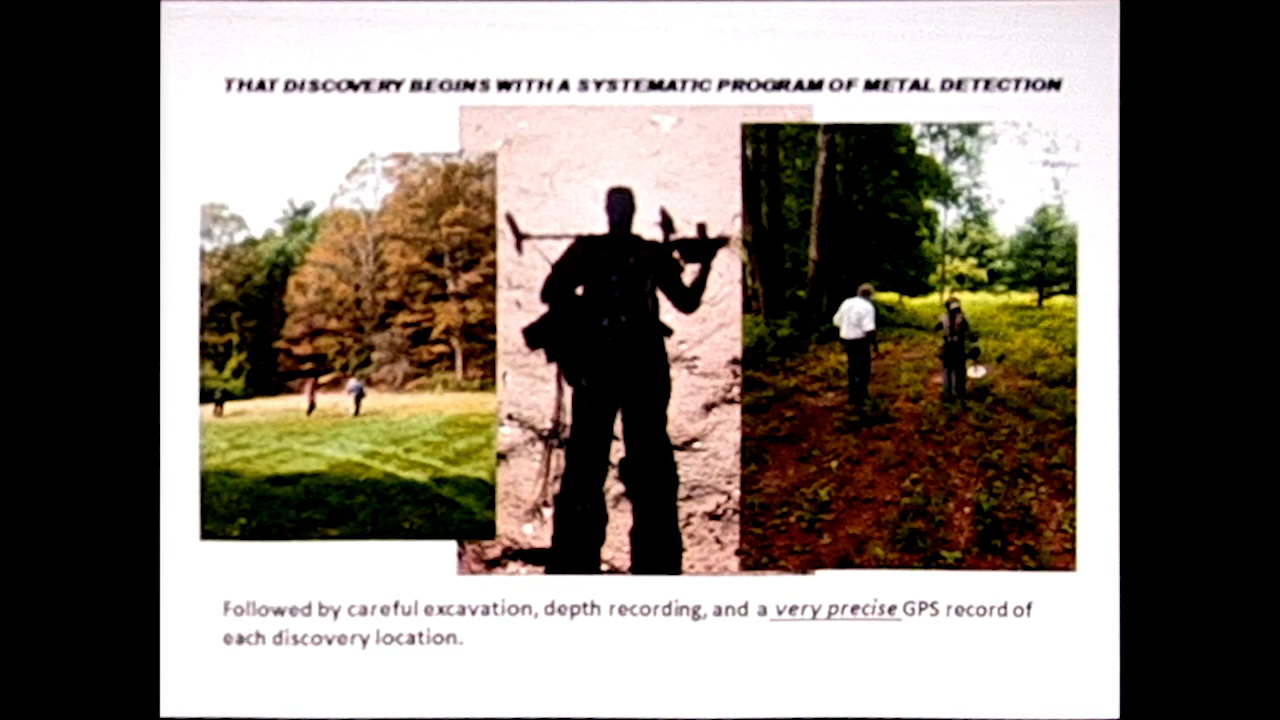 THAT DISCOVERY BEGINS WITH A SYSTEMATIC PROGRAM OF METAL DETECTION
Followed by careful excavation, depth recording, and a very precise GPS record of
each discovery location.